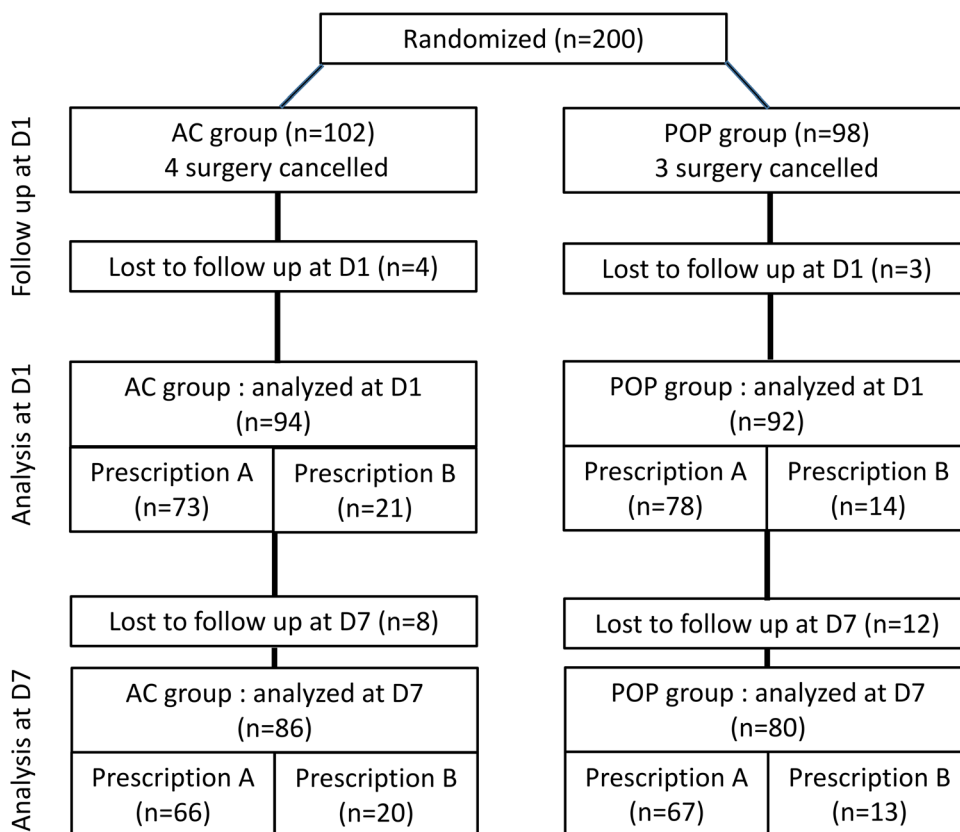 Randomized (n=200)
Follow up at D1
AC group (n=102)
4 surgery cancelled
POP group (n=98)
3 surgery cancelled
Lost to follow up at D1 (n=4)
Lost to follow up at D1 (n=3)
Analysis at D1
AC group : analyzed at D1
(n=94)
POP group : analyzed at D1
(n=92)
Prescription A
(n=73)
Prescription B
(n=21)
Prescription A
(n=78)
Prescription B
(n=14)
Lost to follow up at D7 (n=8)
Lost to follow up at D7 (n=12)
Analysis at D7
AC group : analyzed at D7
(n=86)
POP group : analyzed at D7
(n=80)
Prescription A
(n=66)
Prescription B
(n=20)
Prescription A
(n=67)
Prescription B
(n=13)